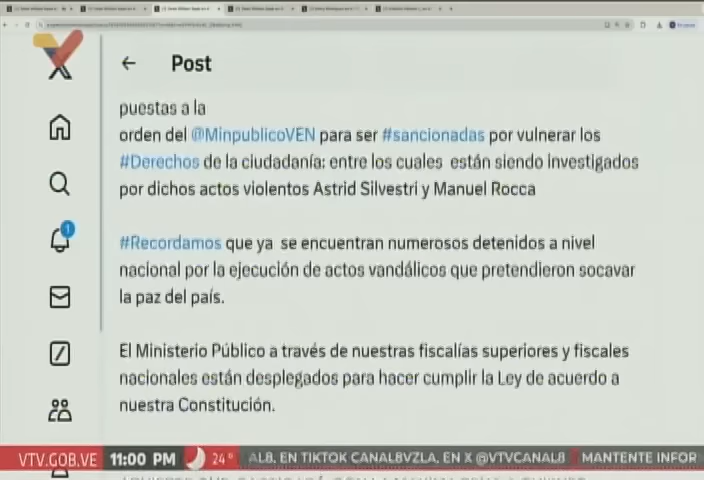 Post
puestas a la
orden del @MinpublicoVEN para ser #sancionadas por vulnerar los
#Derechos de la ciudadanía: entre los cuales están siendo investigados
por dichos actos violentos Astrid Silvestri y Manuel Rocca
#Recordamos que ya se encuentran numerosos detenidos a nivel
nacional por la ejecución de actos vandálicos que pretendieron socavar
la paz del país.
El Ministerio Público a través de nuestras fiscalías superiores y fiscales
nacionales están desplegados para hacer cumplir la Ley de acuerdo a
nuestra Constitución.
1
VTV.GOB.VE 11:00 PM 24° AL8, EN TIKTOK CANAL8VZLA, EN X @VTVCANAL8 MANTENTE INFOR